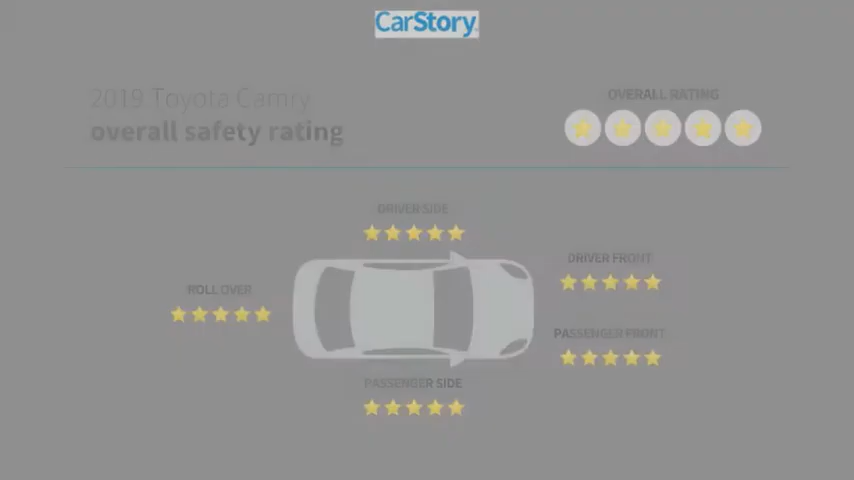 CarStory
2019 Toyota Camry
overall safety rating
OVERALL RATING
DRIVER SIDE
DRIVER FRONT
ROLL OVER
PASSENGER FRONT
PASSENGER SIDE